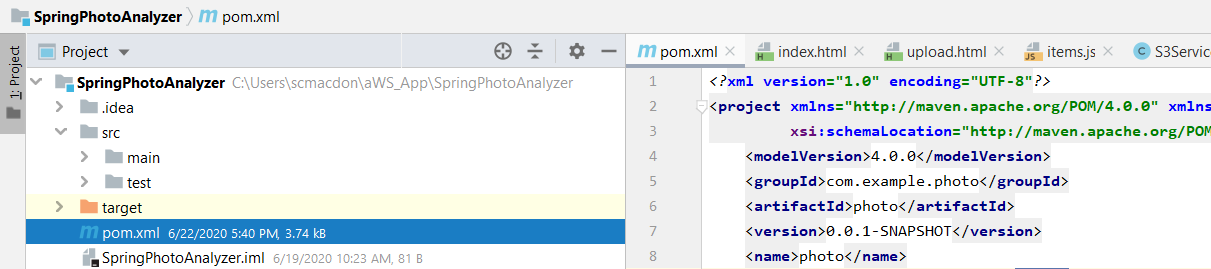 SpringPhotoAnalyzer pom.xml
1: Project
Project
pom.xml index.html upload.html items.js S3Service
SpringPhotoAnalyzer C:\Users\scmacdon\aWS_App\SpringPhotoAnalyzer
.idea
src
main
test
target
pom.xml 6/22/2020 5:40 PM, 3.74 kB
SpringPhotoAnalyzer.iml 6/19/2020 10:23 AM, 81 B
1 <?xml version="1.0" encoding="UTF-8"?>
2 <project xmlns="http://maven.apache.org/POM/4.0.0" xmlns
3 xsi:schemaLocation="http://maven.apache.org/POM
4 <modelVersion>4.0.0</modelVersion>
5 <groupId>com.example.photo</groupId>
6 <artifactId>photo</artifactId>
7 <version>0.0.1-SNAPSHOT</version>
8 <name>photo</name>